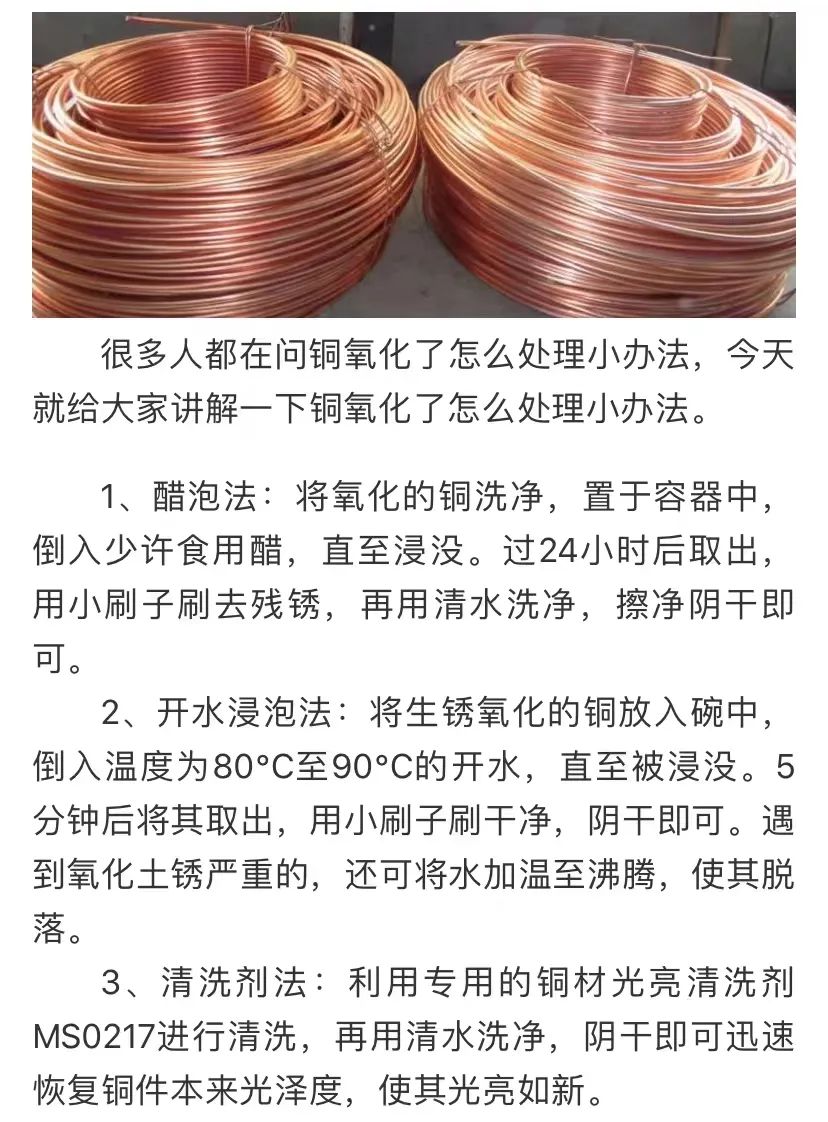 很多人都在问铜氧化了怎么处理小办法，今天
就给大家讲解一下铜氧化了怎么处理小办法。
1、醋泡法：将氧化的铜洗净，置于容器中，
倒入少许食用醋，直至浸没。过24小时后取出，
用小刷子刷去残锈，再用清水洗净，擦净阴干即
可。
2、开水浸泡法：将生锈氧化的铜放入碗中，
倒入温度为80°C至90°C的开水，直至被浸没。5
分钟后将其取出，用小刷子刷干净，阴干即可。遇
到氧化土锈严重的，还可将水加温至沸腾，使其脱
落。
3、清洗剂法：利用专用的铜材光亮清洗剂
MS0217进行清洗，再用清水洗净，阴干即可迅速
恢复铜件本来光泽度，使其光亮如新。